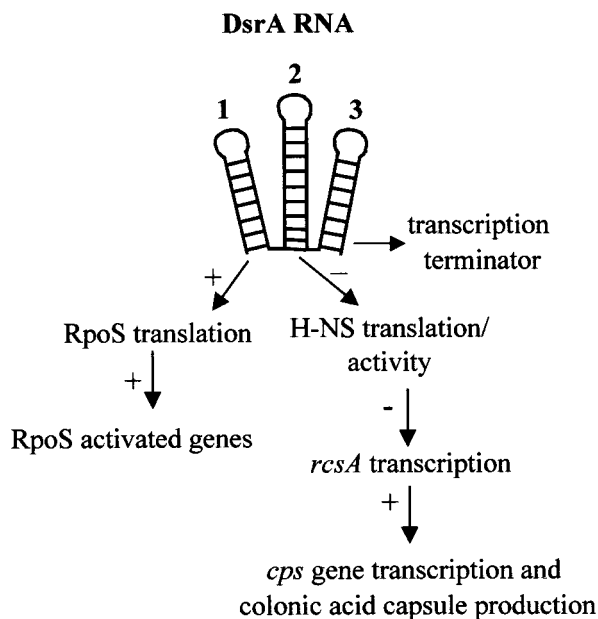 DsrA RNA
1
2
3
transcription
terminator
+
–
RpoS translation
H-NS translation/
activity
+
-
RpoS activated genes
rcsA transcription
+
cps gene transcription and
colonic acid capsule production